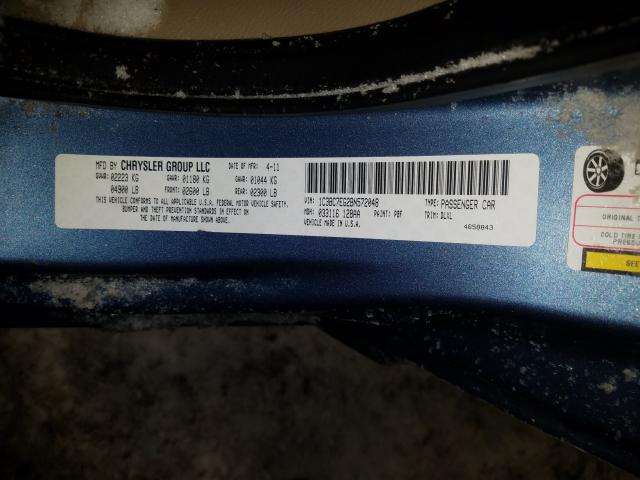 MFD BY CHRYSLER GROUP LLC DATE OF MFR: 4-11
GVWR: 02223 KG GAWR: 01180 KG GAWR: 01044 KG
04900 LB FRONT: 02600 LB REAR: 02300 LB
THIS VEHICLE CONFORMS TO ALL APPLICABLE U.S.A. FEDERAL MOTOR VEHICLE SAFETY,
BUMPER AND THEFT PREVENTION STANDARDS IN EFFECT ON
THE DATE OF MANUFACTURE SHOWN ABOVE.
VIN: 1C3BC7EG2BN572048 TYPE: PASSENGER CAR
MDH: 033116 128AA PAINT: PBF TRIM: DLXL
VEHICLE MADE IN U.S.A. 4658843
ORIGINAL
COLD TIRE
SEE